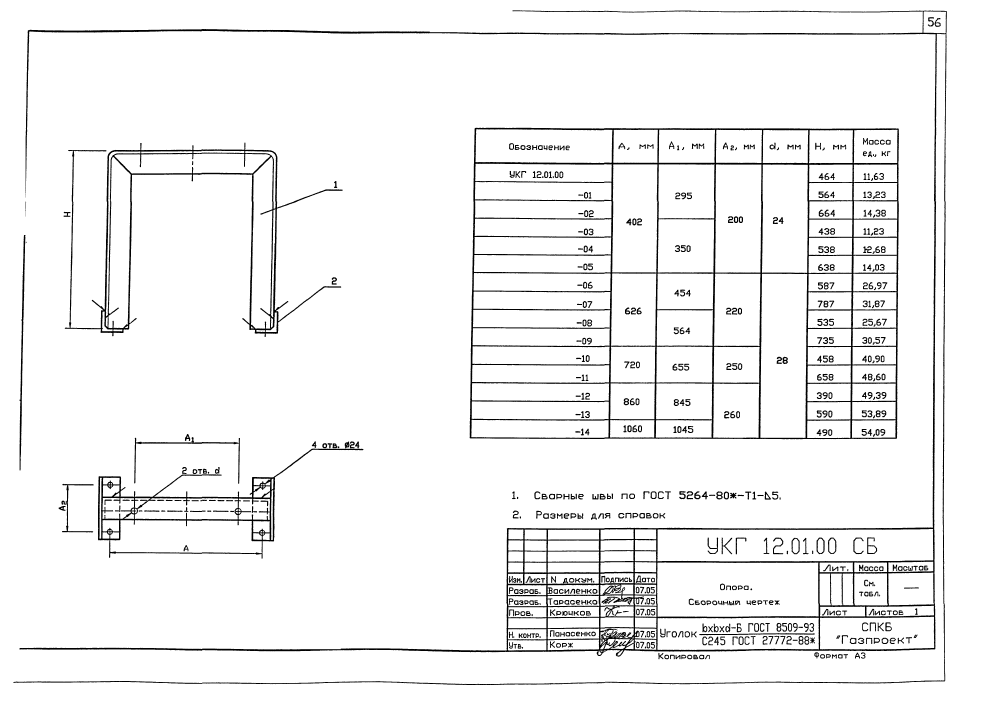 56
Обозначение A, мм A₁, мм A₂, мм d, мм H, мм Масса ед., кг
УКГ 12.01.00 402 295 200 24 464 11,63
-01 564 13,23
-02 664 14,38
-03 350 438 11,23
-04 538 12,68
-05 638 14,03
-06 626 454 220 28 587 26,97
-07 787 31,87
-08 564 535 25,67
-09 735 30,57
-10 720 655 250 458 40,90
-11 658 48,60
-12 860 845 260 390 49,39
-13 590 53,89
-14 1060 1045 490 54,09
H
1
2
A₁
4 отв. Ø24
2 отв. d
A₂
A
1. Сварные швы по ГОСТ 5264-80ж-Т1-⊿5.
2. Размеры для справок
УКГ 12.01.00 СБ
Изм. Лист N докум. Подпись Дата
Разраб. Василенко 07.05
Разраб. Тарасенко 07.05
Пров. Крючков 07.05
Н. контр. Панасенко 07.05
Утв. Корж 07.05
Опора.
Сборочный чертеж
Лит. Масса Масштаб
См. табл. —
Лист Листов 1
Уголок bxbxd-Б ГОСТ 8509-93
С245 ГОСТ 27772-88ж
СПКБ
"Газпроект"
Копировал Формат А3